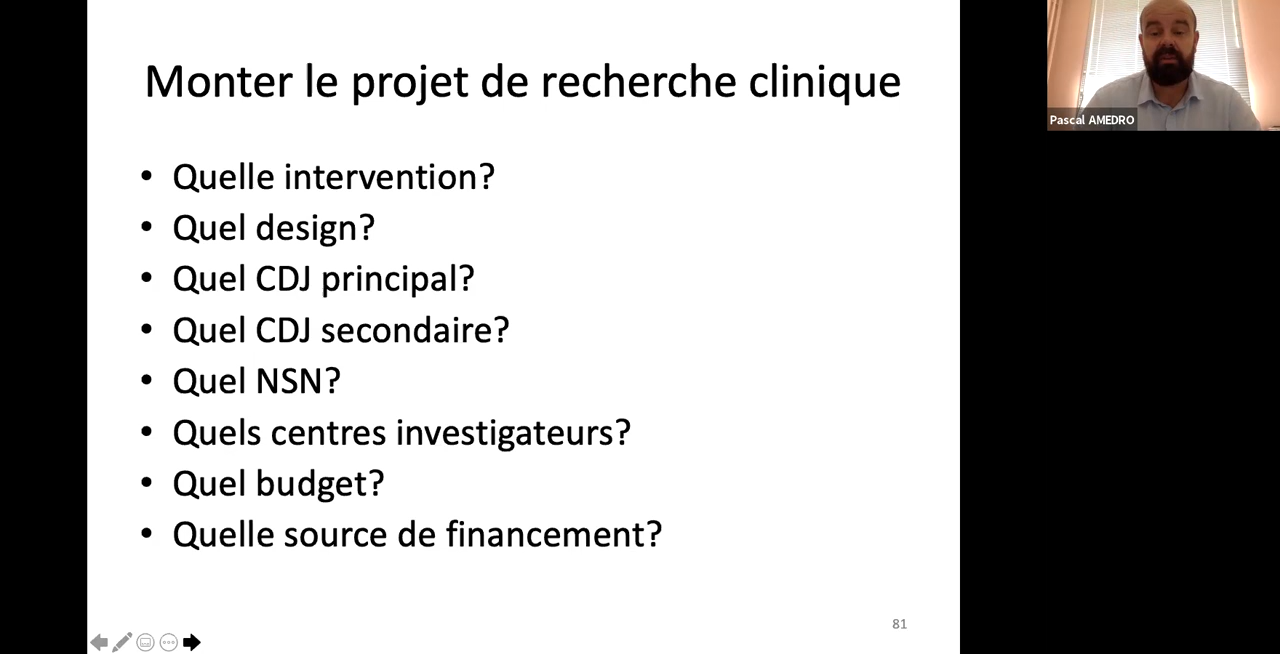 Monter le projet de recherche clinique
• Quelle intervention?
• Quel design?
• Quel CDJ principal?
• Quel CDJ secondaire?
• Quel NSN?
• Quels centres investigateurs?
• Quel budget?
• Quelle source de financement?
81
Pascal AMEDRO